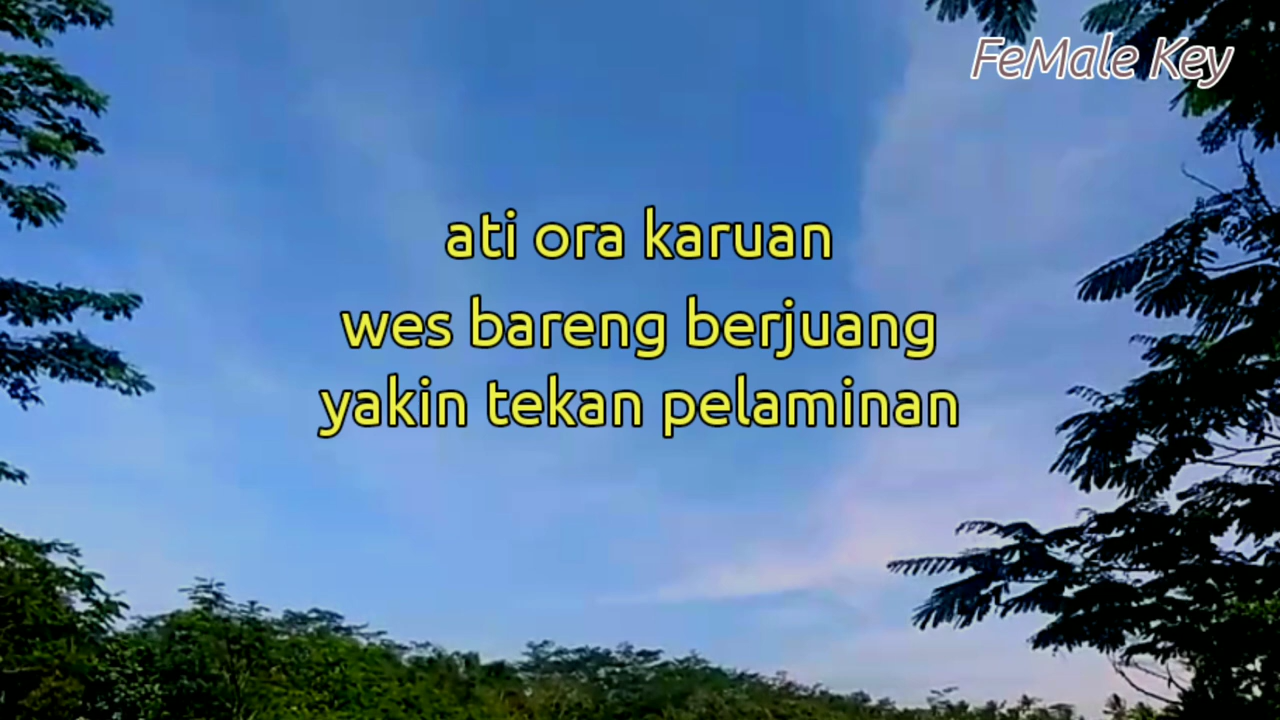 FeMale Key
ati ora karuan
wes bareng berjuang
yakin tekan pelaminan